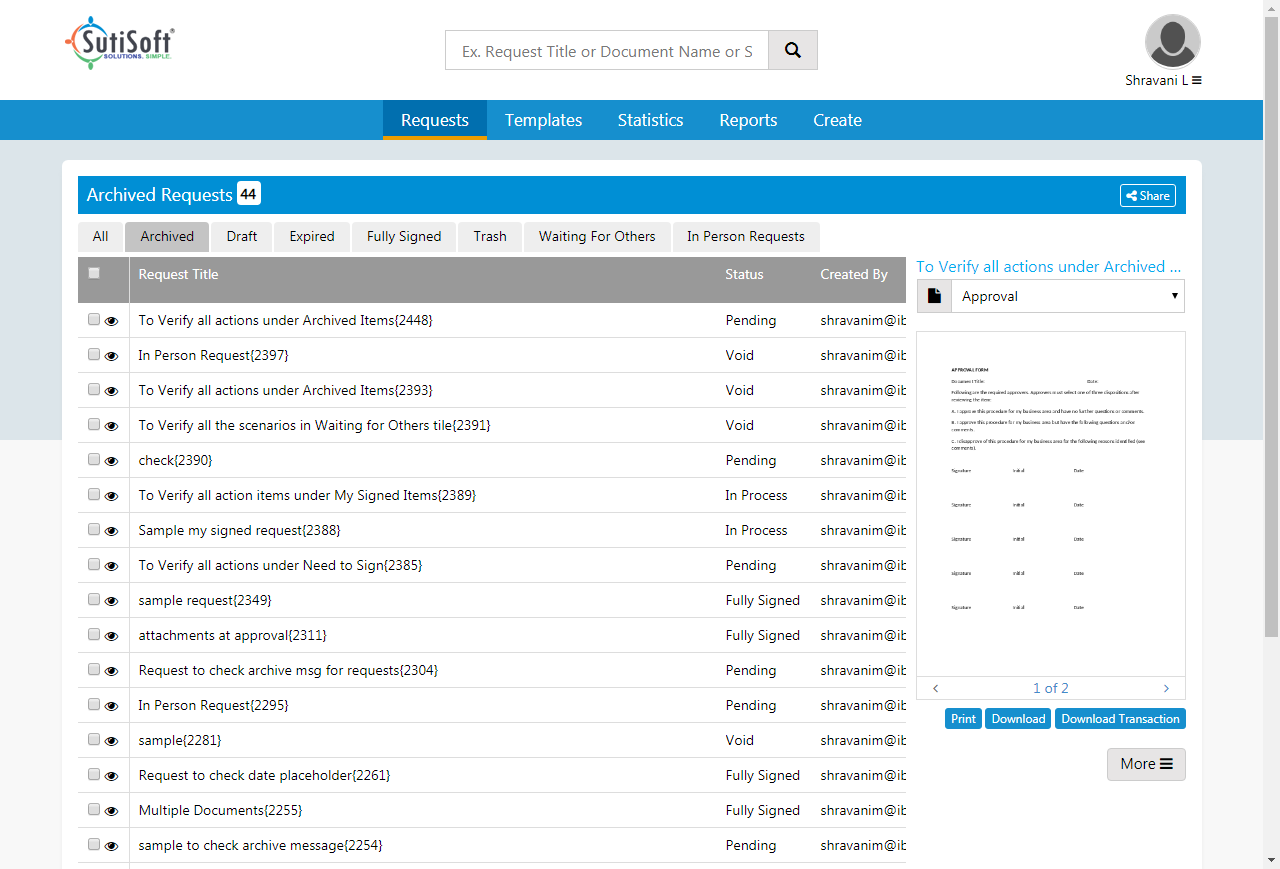 SutiSoft®
SOLUTIONS. SIMPLE.
Ex. Request Title or Document Name or S
Shravani L
Requests Templates Statistics Reports Create
Archived Requests 44
Share
All Archived Draft Expired Fully Signed Trash Waiting For Others In Person Requests
Request Title Status Created By
To Verify all actions under Archived Items{2448} Pending shravanim@ib
In Person Request{2397} Void shravanim@ib
To Verify all actions under Archived Items{2393} Void shravanim@ib
To Verify all the scenarios in Waiting for Others tile{2391} Void shravanim@ib
check{2390} Pending shravanim@ib
To Verify all action items under My Signed Items{2389} In Process shravanim@ib
Sample my signed request{2388} In Process shravanim@ib
To Verify all actions under Need to Sign{2385} Pending shravanim@ib
sample request{2349} Fully Signed shravanim@ib
attachments at approval{2311} Fully Signed shravanim@ib
Request to check archive msg for requests{2304} Pending shravanim@ib
In Person Request{2295} Pending shravanim@ib
sample{2281} Void shravanim@ib
Request to check date placeholder{2261} Fully Signed shravanim@ib
Multiple Documents{2255} Fully Signed shravanim@ib
sample to check archive message{2254} Pending shravanim@ib
To Verify all actions under Archived ...
Approval
APPROVAL FORM
Document Title: Date:
Following are the required approvers. Approvers must select one of three dispositions after
reviewing the item:
A. I approve this procedure for my business area and have no further questions or comments.
B. I approve this procedure for my business area but have the following questions and/or
comments.
C. I disapprove of this procedure for my business area for the following reasons identified (see
comments).
Signature Initial Date
Signature Initial Date
Signature Initial Date
Signature Initial Date
Signature Initial Date
1 of 2
Print Download Download Transaction
More